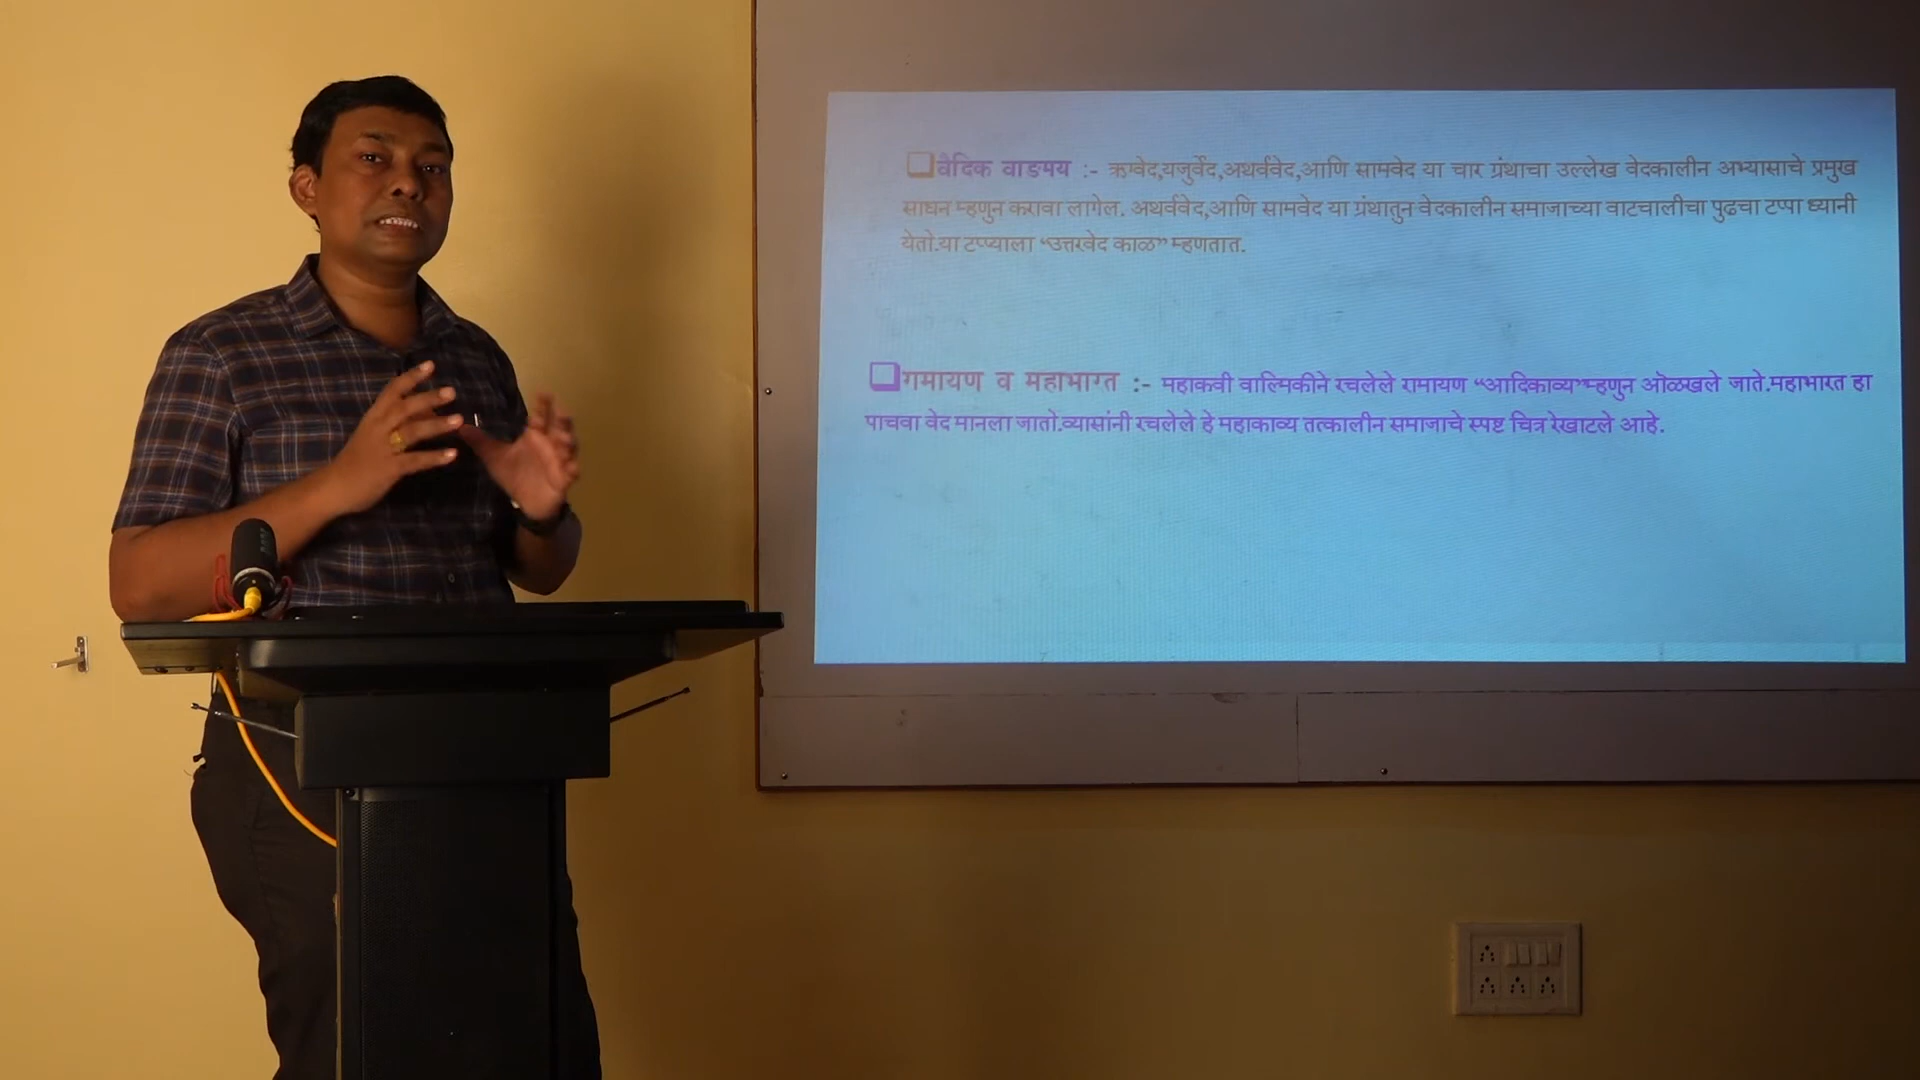 वैदिक वाङमय :- ऋग्वेद,यजुर्वेद,अथर्ववेद,आणि सामवेद या चार ग्रंथाचा उल्लेख वेदकालीन अभ्यासाचे प्रमुख
साधन म्हणुन करावा लागेल. अथर्ववेद,आणि सामवेद या ग्रंथातुन वेदकालीन समाजाच्या वाटचालीचा पुढचा टप्पा ध्यानी
येतो.या टप्प्याला “उत्तरवेद काळ” म्हणतात.
रामायण व महाभारत :- महाकवी वाल्मिकीने रचलेले रामायण “आदिकाव्य”म्हणुन ओळखले जाते.महाभारत हा
पाचवा वेद मानला जातो.व्यासांनी रचलेले हे महाकाव्य तत्कालीन समाजाचे स्पष्ट चित्र रेखाटले आहे.